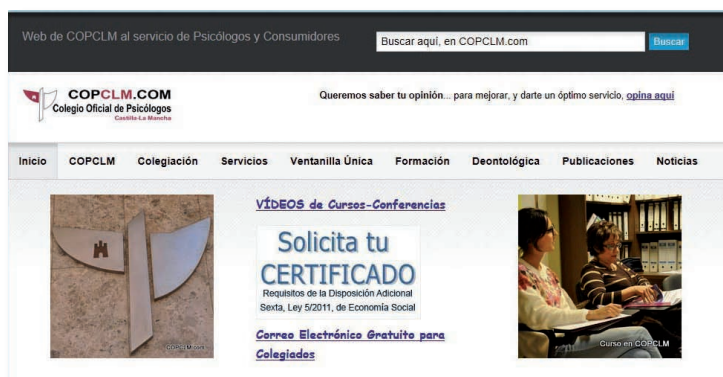 Web de COPCLM al servicio de Psicólogos y Consumidores
Buscar aquí, en COPCLM.com
Buscar
COPCLM.COM
Colegio Oficial de Psicólogos
Castilla-La Mancha
Queremos saber tu opinión... para mejorar, y darte un óptimo servicio, opina aquí
Inicio COPCLM Colegiación Servicios Ventanilla Única Formación Deontológica Publicaciones Noticias
VÍDEOS de Cursos-Conferencias
Solicita tu
CERTIFICADO
Requisitos de la Disposición Adicional
Sexta, Ley 5/2011, de Economía Social
Correo Electrónico Gratuito para
Colegiados
Curso en COPCLM